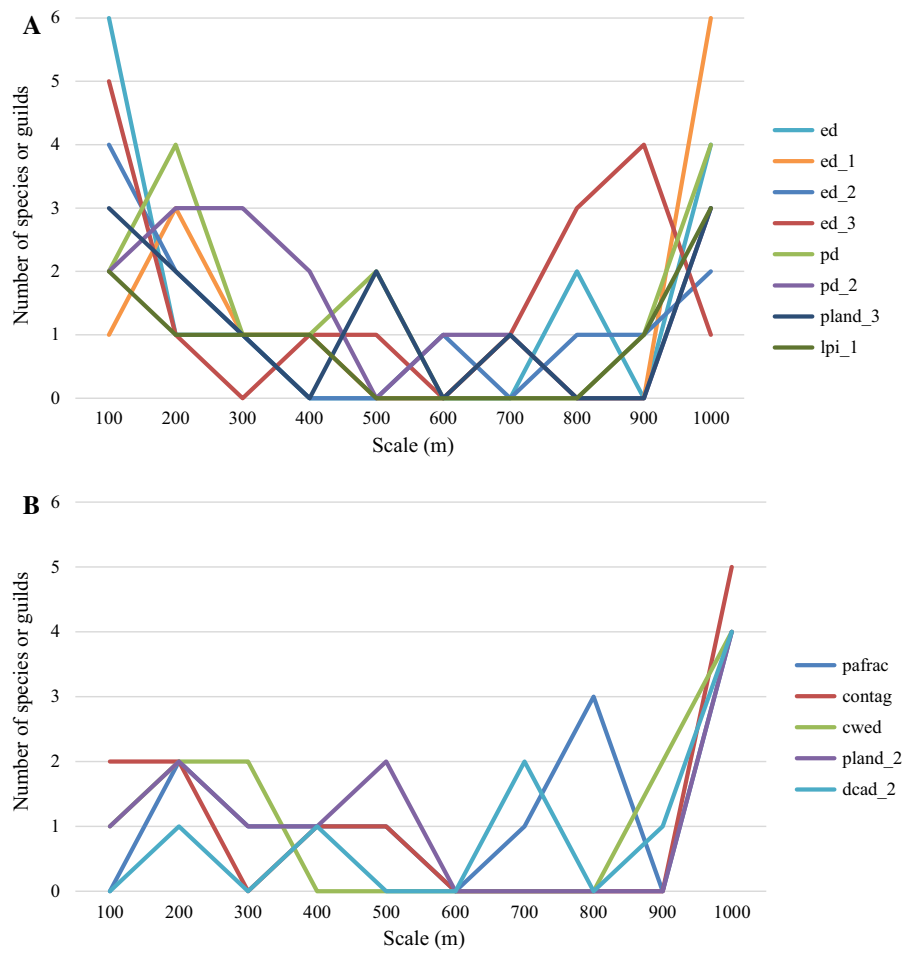 A
6
5
4
3
2
1
0
Number of species or guilds
100 200 300 400 500 600 700 800 900 1000
Scale (m)
ed
ed_1
ed_2
ed_3
pd
pd_2
pland_3
lpi_1
B
6
5
4
3
2
1
0
Number of species or guilds
100 200 300 400 500 600 700 800 900 1000
Scale (m)
pafrac
contag
cwed
pland_2
dcad_2